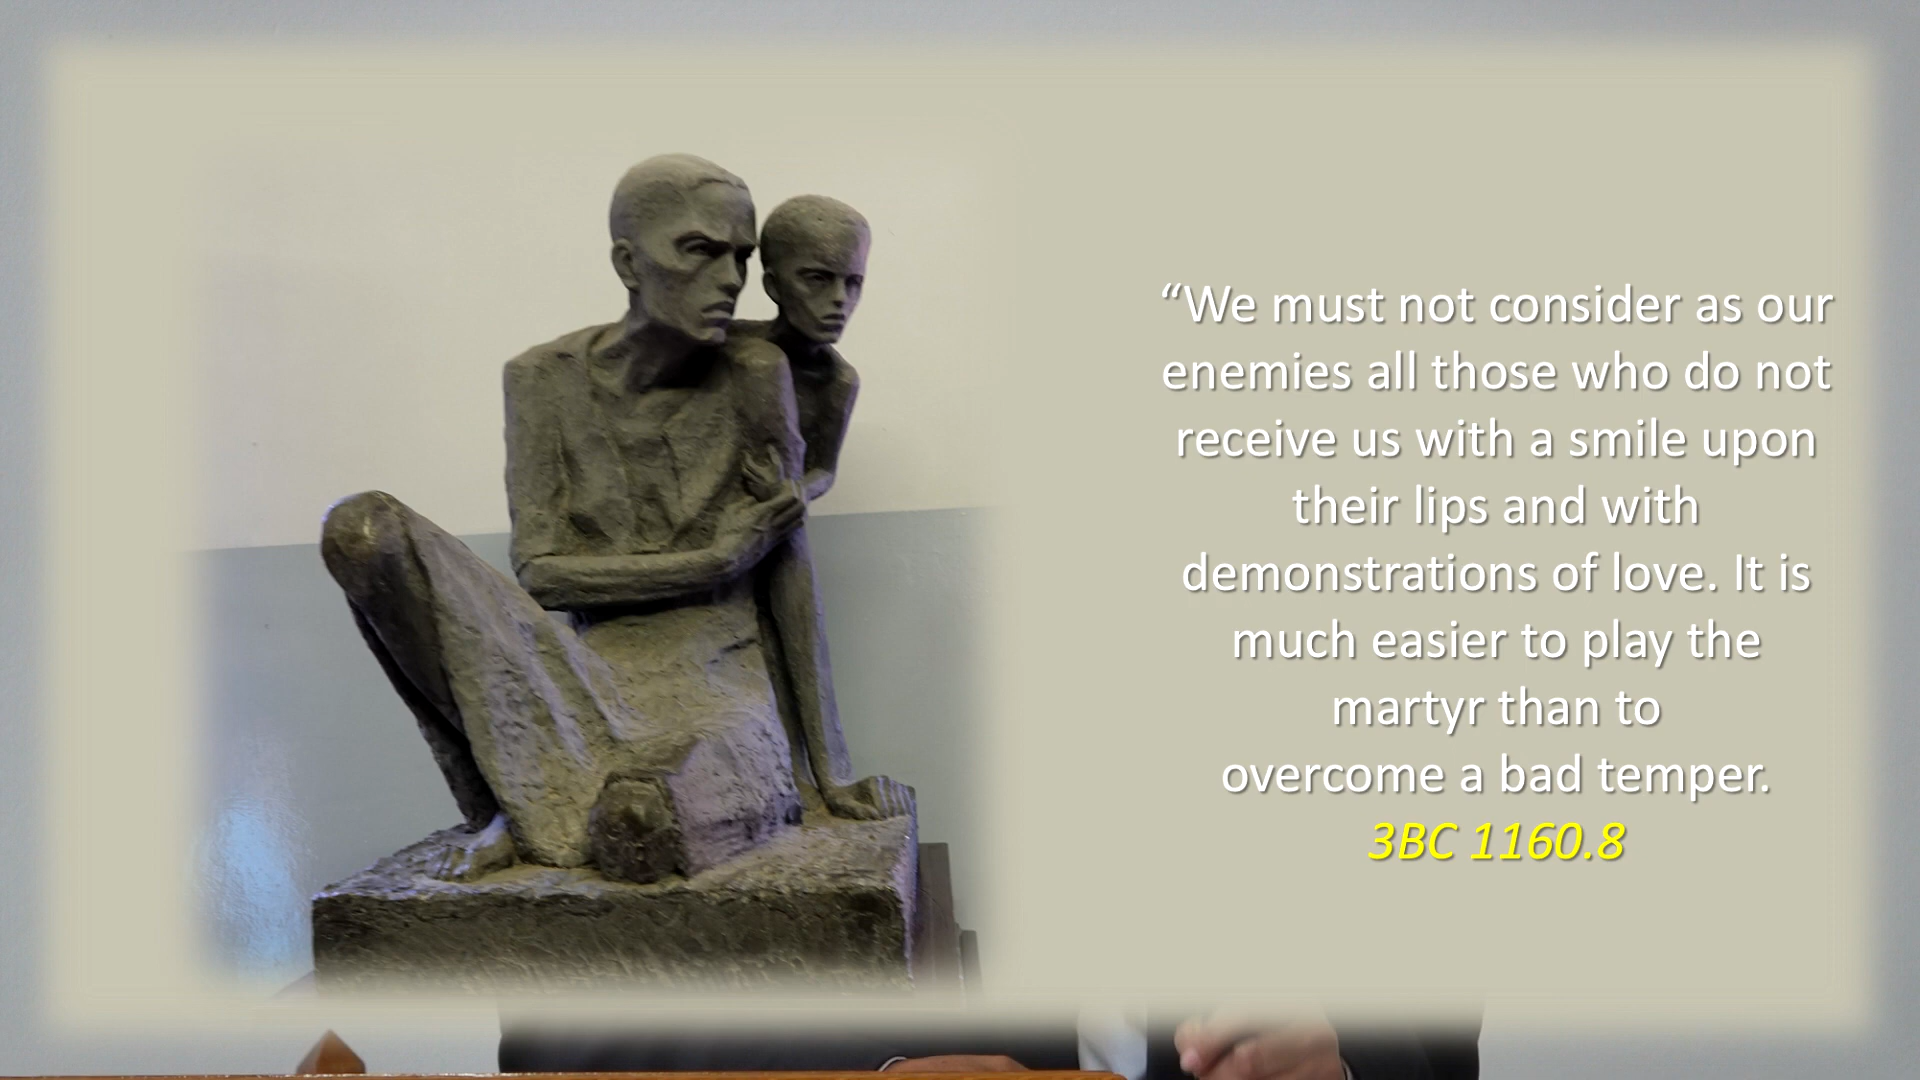 “We must not consider as our
enemies all those who do not
receive us with a smile upon
their lips and with
demonstrations of love. It is
much easier to play the
martyr than to
overcome a bad temper.
3BC 1160.8